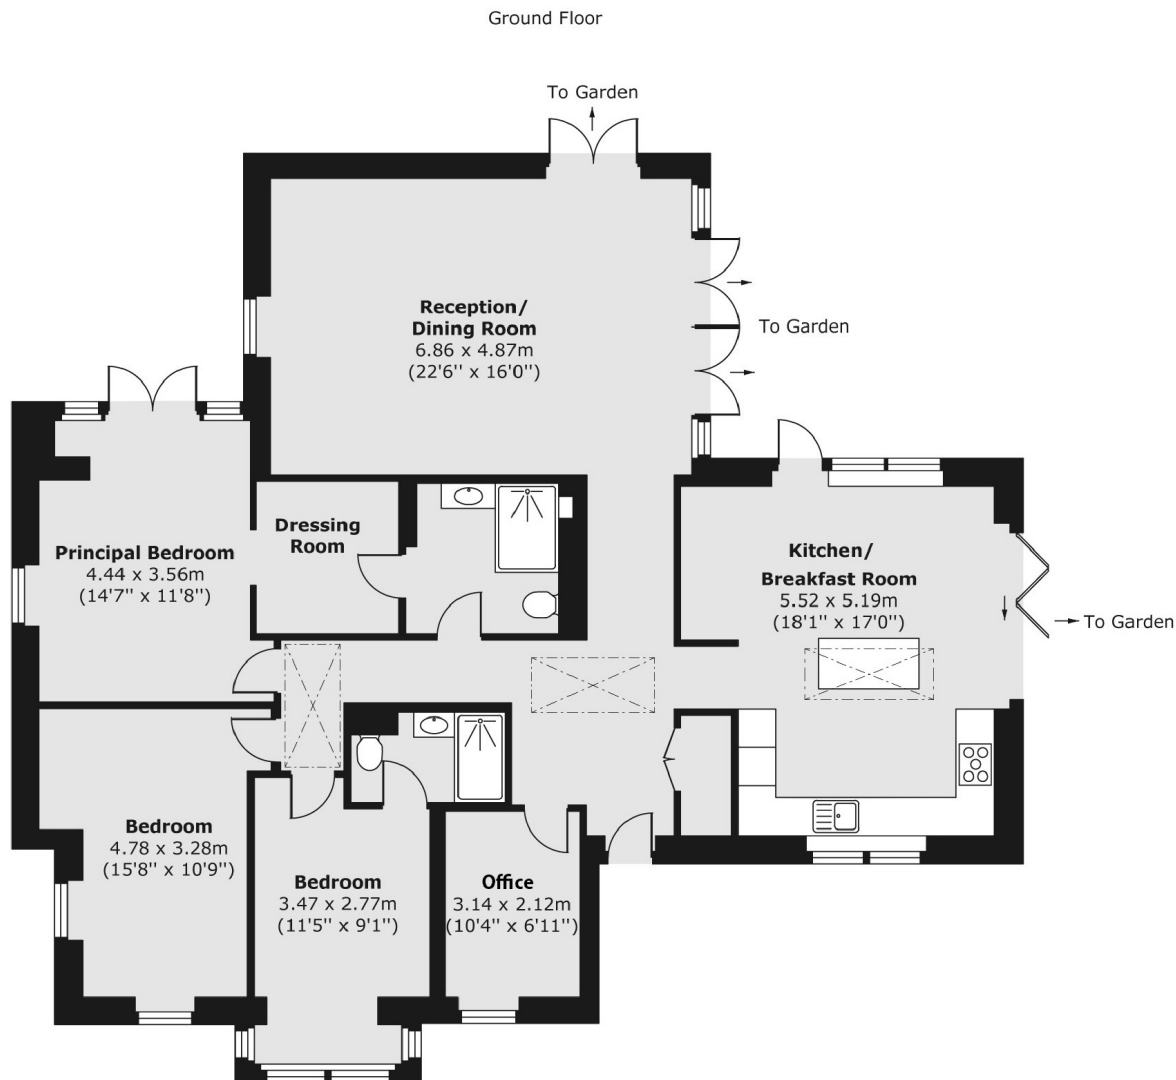 Ground Floor
To Garden
Reception/
Dining Room
6.86 x 4.87m
(22'6'' x 16'0'')
To Garden
Dressing
Room
Principal Bedroom
4.44 x 3.56m
(14'7'' x 11'8'')
Kitchen/
Breakfast Room
5.52 x 5.19m
(18'1'' x 17'0'')
To Garden
Bedroom
4.78 x 3.28m
(15'8'' x 10'9'')
Bedroom
3.47 x 2.77m
(11'5'' x 9'1'')
Office
3.14 x 2.12m
(10'4'' x 6'11'')